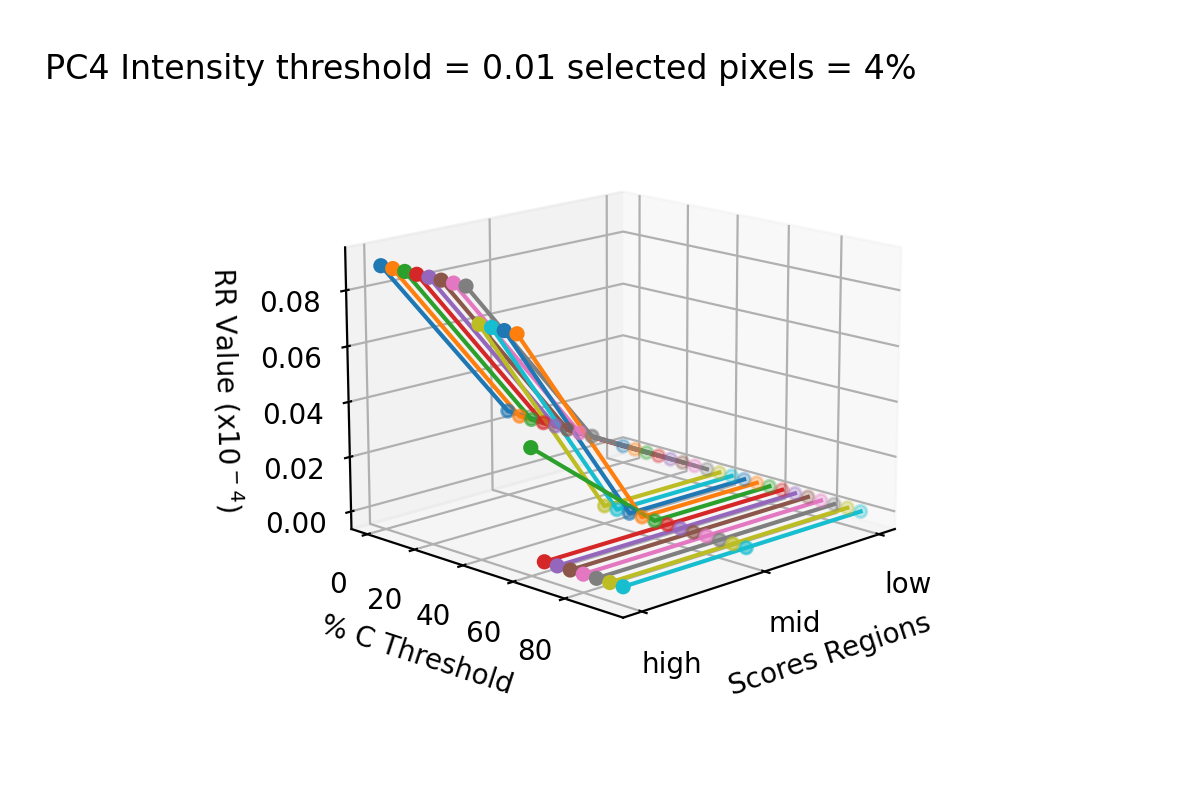 PC4 Intensity threshold = 0.01 selected pixels = 4%
RR Value (x10⁻⁴)
0.08
0.06
0.04
0.02
0.00
0
20
40
60
80
% C Threshold
high
mid
low
Scores Regions